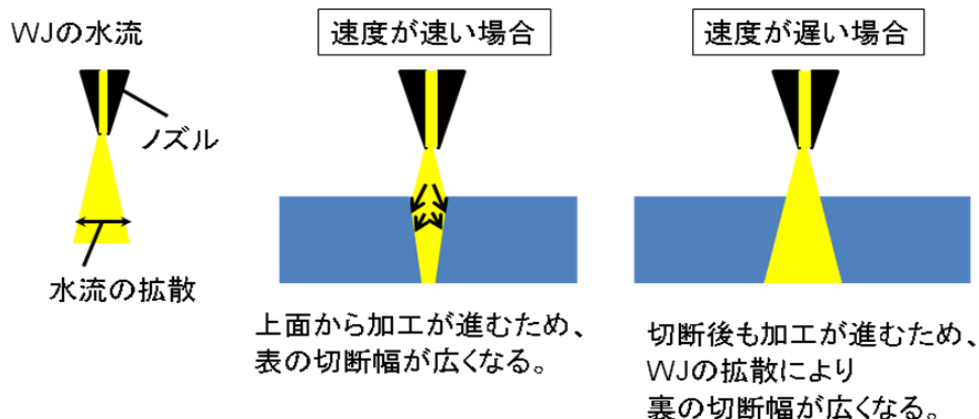 WJの水流
ノズル
水流の拡散
速度が速い場合
上面から加工が進むため、
表の切断幅が広くなる。
速度が遅い場合
切断後も加工が進むため、
WJの拡散により
裏の切断幅が広くなる。